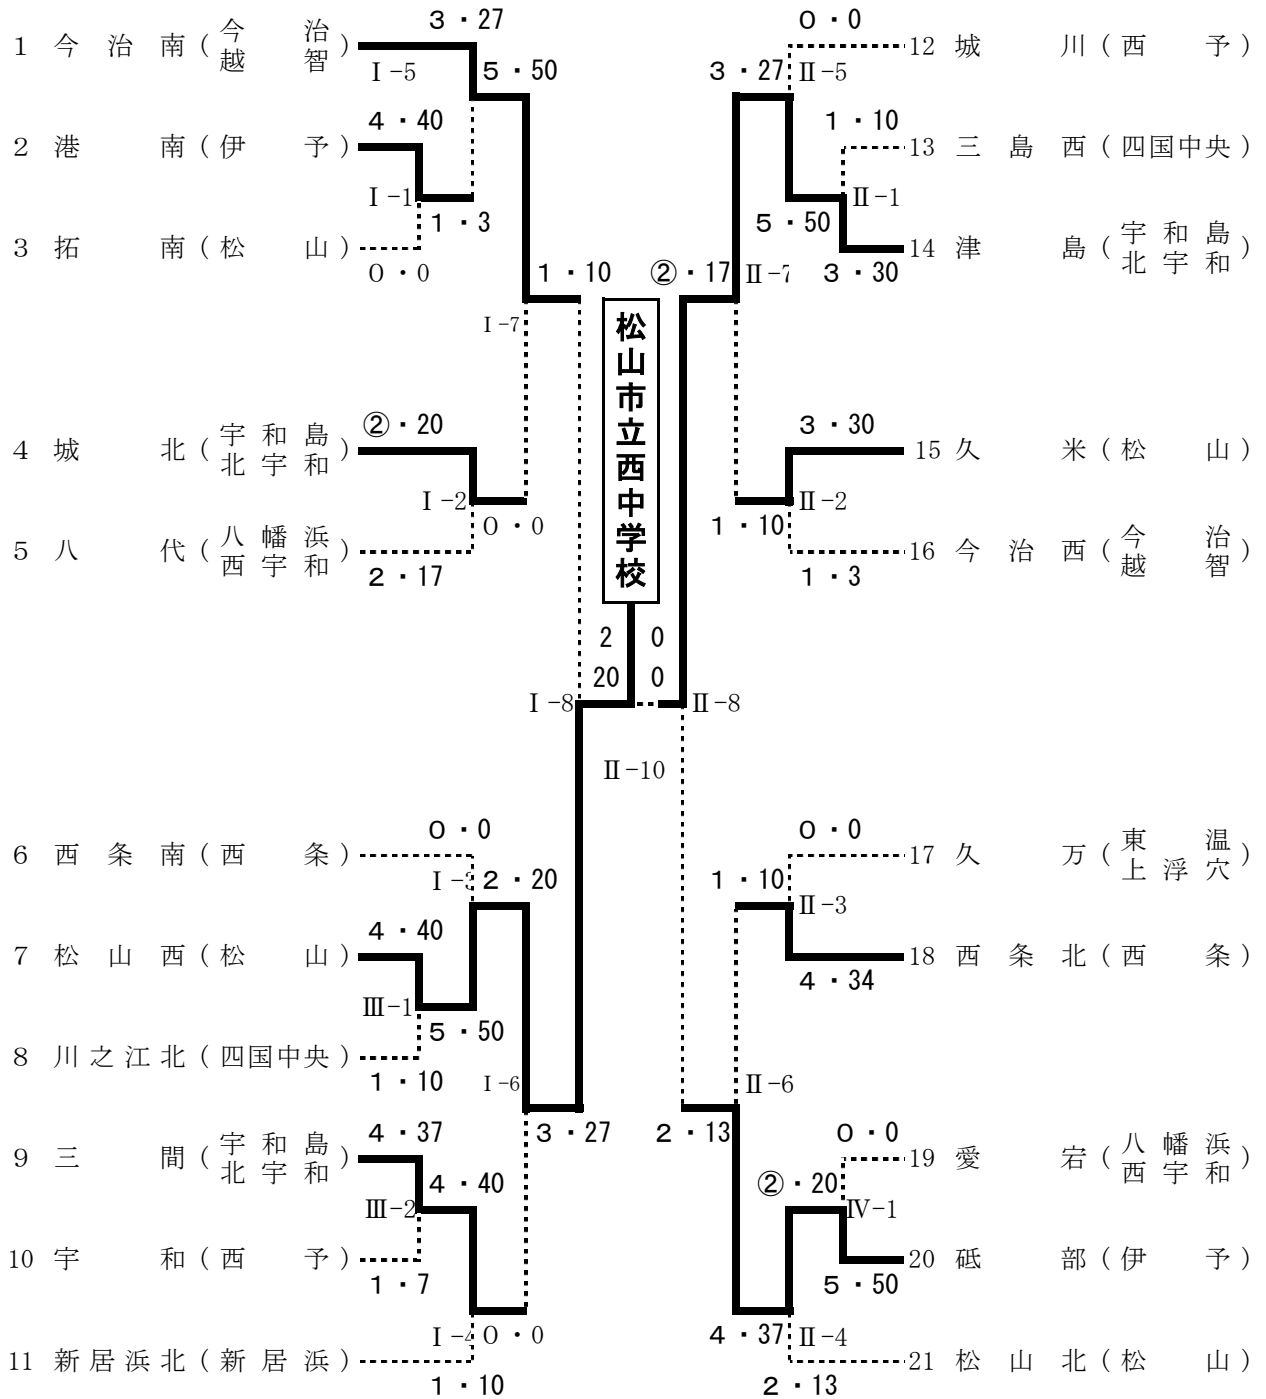 3・27
1 今治南(今治越智)
Ⅰ-5
5・50
4・40
2 港南(伊予)
Ⅰ-1
1・3
3 拓南(松山)
0・0
1・10
Ⅰ-7
②・20
4 城北(宇和島北宇和)
Ⅰ-2
0・0
5 八代(八幡浜西宇和)
2・17
0・0
6 西条南(西条)
2・20
4・40
7 松山西(松山)
Ⅲ-1
5・50
8 川之江北(四国中央)
1・10
Ⅰ-6
3・27
4・37
9 三間(宇和島北宇和)
4・40
Ⅲ-2
10 宇和(西予)
1・7
0・0
11 新居浜北(新居浜)
1・10
松山市立西中学校
2 0
20 0
Ⅰ-8
Ⅱ-8
Ⅱ-10
0・0
12 城川(西予)
3・27
Ⅱ-5
1・10
13 三島西(四国中央)
Ⅱ-1
5・50
14 津島(宇和島北宇和)
3・30
②・17
Ⅱ-7
3・30
15 久米(松山)
Ⅱ-2
1・10
16 今治西(今治越智)
1・3
0・0
17 久万(東温上浮穴)
1・10
Ⅱ-3
18 西条北(西条)
4・34
Ⅱ-6
2・13
0・0
19 愛宕(八幡浜西宇和)
②・20
Ⅳ-1
20 砥部(伊予)
5・50
4・37
Ⅱ-4
21 松山北(松山)
2・13